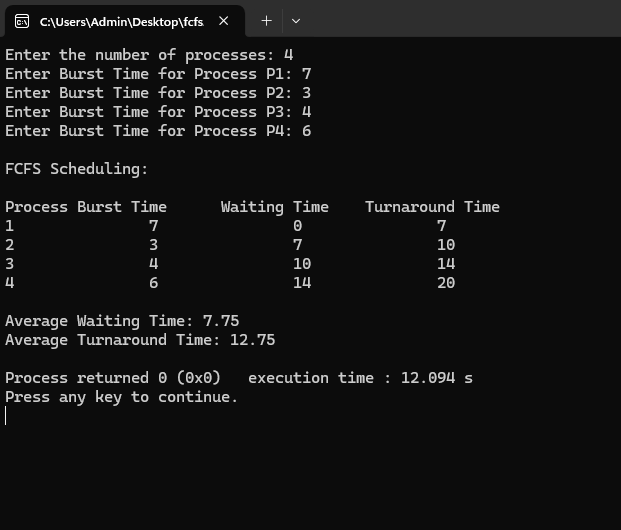 C:\Users\Admin\Desktop\fcfs.
Enter the number of processes: 4
Enter Burst Time for Process P1: 7
Enter Burst Time for Process P2: 3
Enter Burst Time for Process P3: 4
Enter Burst Time for Process P4: 6
FCFS Scheduling:
Process Burst Time      Waiting Time    Turnaround Time
1               7               0               7
2               3               7               10
3               4               10              14
4               6               14              20
Average Waiting Time: 7.75
Average Turnaround Time: 12.75
Process returned 0 (0x0)   execution time : 12.094 s
Press any key to continue.